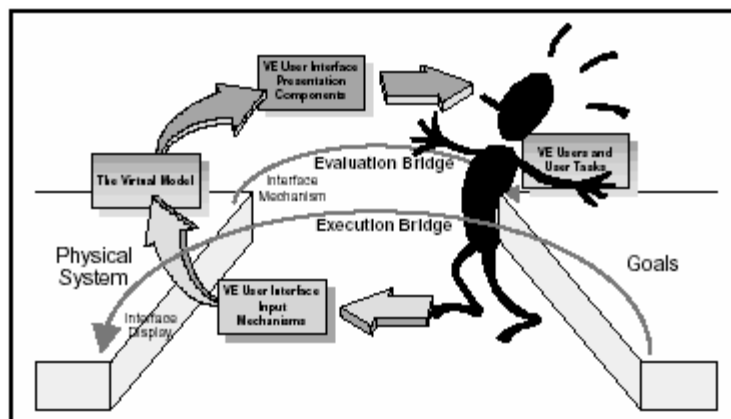 VE User Interface
Presentation
Components
VE Users and
User Tasks
Evaluation Bridge
The Virtual Model
Interface
Mechanism
Execution Bridge
Physical
System
Goals
VE User Interface
Input
Mechanisms
Interface
Display